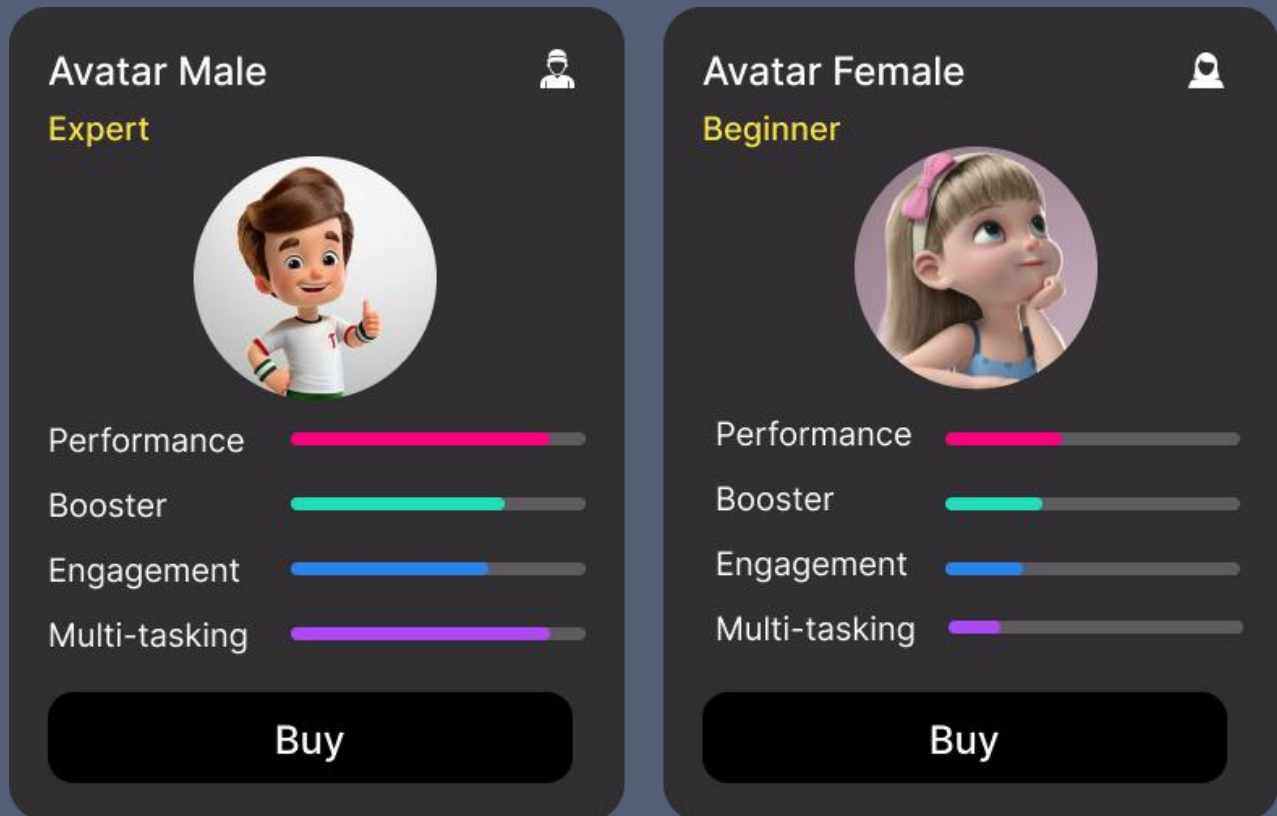 Avatar Male
Expert
Performance
Booster
Engagement
Multi-tasking
Buy
Avatar Female
Beginner
Performance
Booster
Engagement
Multi-tasking
Buy